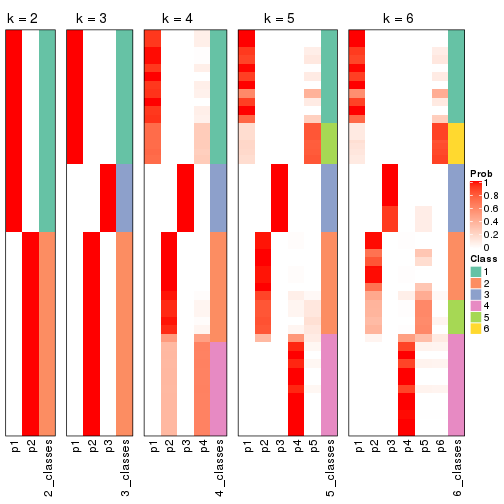 k = 2
k = 3
k = 4
k = 5
k = 6
p1
p2
2_classes
p1
p2
p3
3_classes
p1
p2
p3
p4
4_classes
p1
p2
p3
p4
p5
5_classes
p1
p2
p3
p4
p5
p6
6_classes
Prob
1
0.8
0.6
0.4
0.2
0
Class
1
2
3
4
5
6